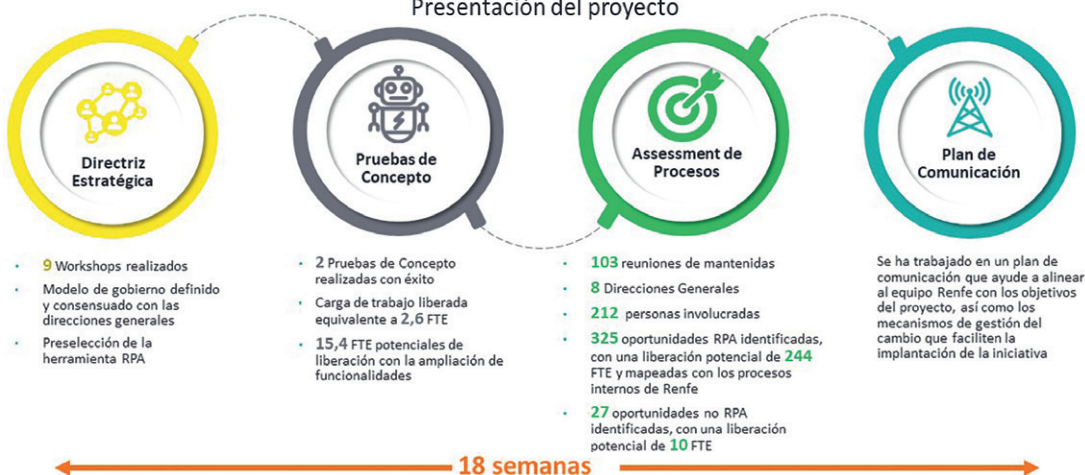 Presentación del proyecto
Directriz
Estratégica
9 Workshops realizados
Modelo de gobierno definido
y consensuado con las
direcciones generales
Preselección de la
herramienta RPA
Pruebas de
Concepto
2 Pruebas de Concepto
realizadas con éxito
Carga de trabajo liberada
equivalente a 2,6 FTE
15,4 FTE potenciales de
liberación con la ampliación de
funcionalidades
Assessment de
Procesos
103 reuniones de mantenidas
8 Direcciones Generales
212 personas involucradas
325 oportunidades RPA identificadas,
con una liberación potencial de 244
FTE y mapeadas con los procesos
internos de Renfe
27 oportunidades no RPA
identificadas, con una liberación
potencial de 10 FTE
Plan de
Comunicación
Se ha trabajado en un plan de
comunicación que ayude a alinear
al equipo Renfe con los objetivos
del proyecto, así como los
mecanismos de gestión del
cambio que faciliten la
implantación de la iniciativa
18 semanas